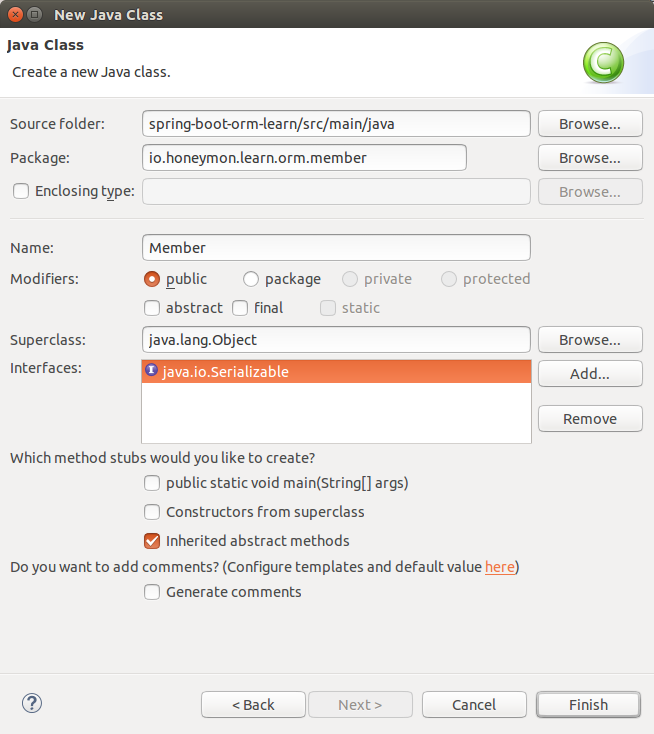 New Java Class
Java Class
Create a new Java class.
C
Source folder: spring-boot-orm-learn/src/main/java Browse...
Package: io.honeymon.learn.orm.member Browse...
Enclosing type: Browse...
Name: Member
Modifiers: public package private protected
abstract final static
Superclass: java.lang.Object Browse...
Interfaces: I java.io.Serializable Add...
Remove
Which method stubs would you like to create?
public static void main(String[] args)
Constructors from superclass
Inherited abstract methods
Do you want to add comments? (Configure templates and default value here)
Generate comments
? < Back Next > Cancel Finish